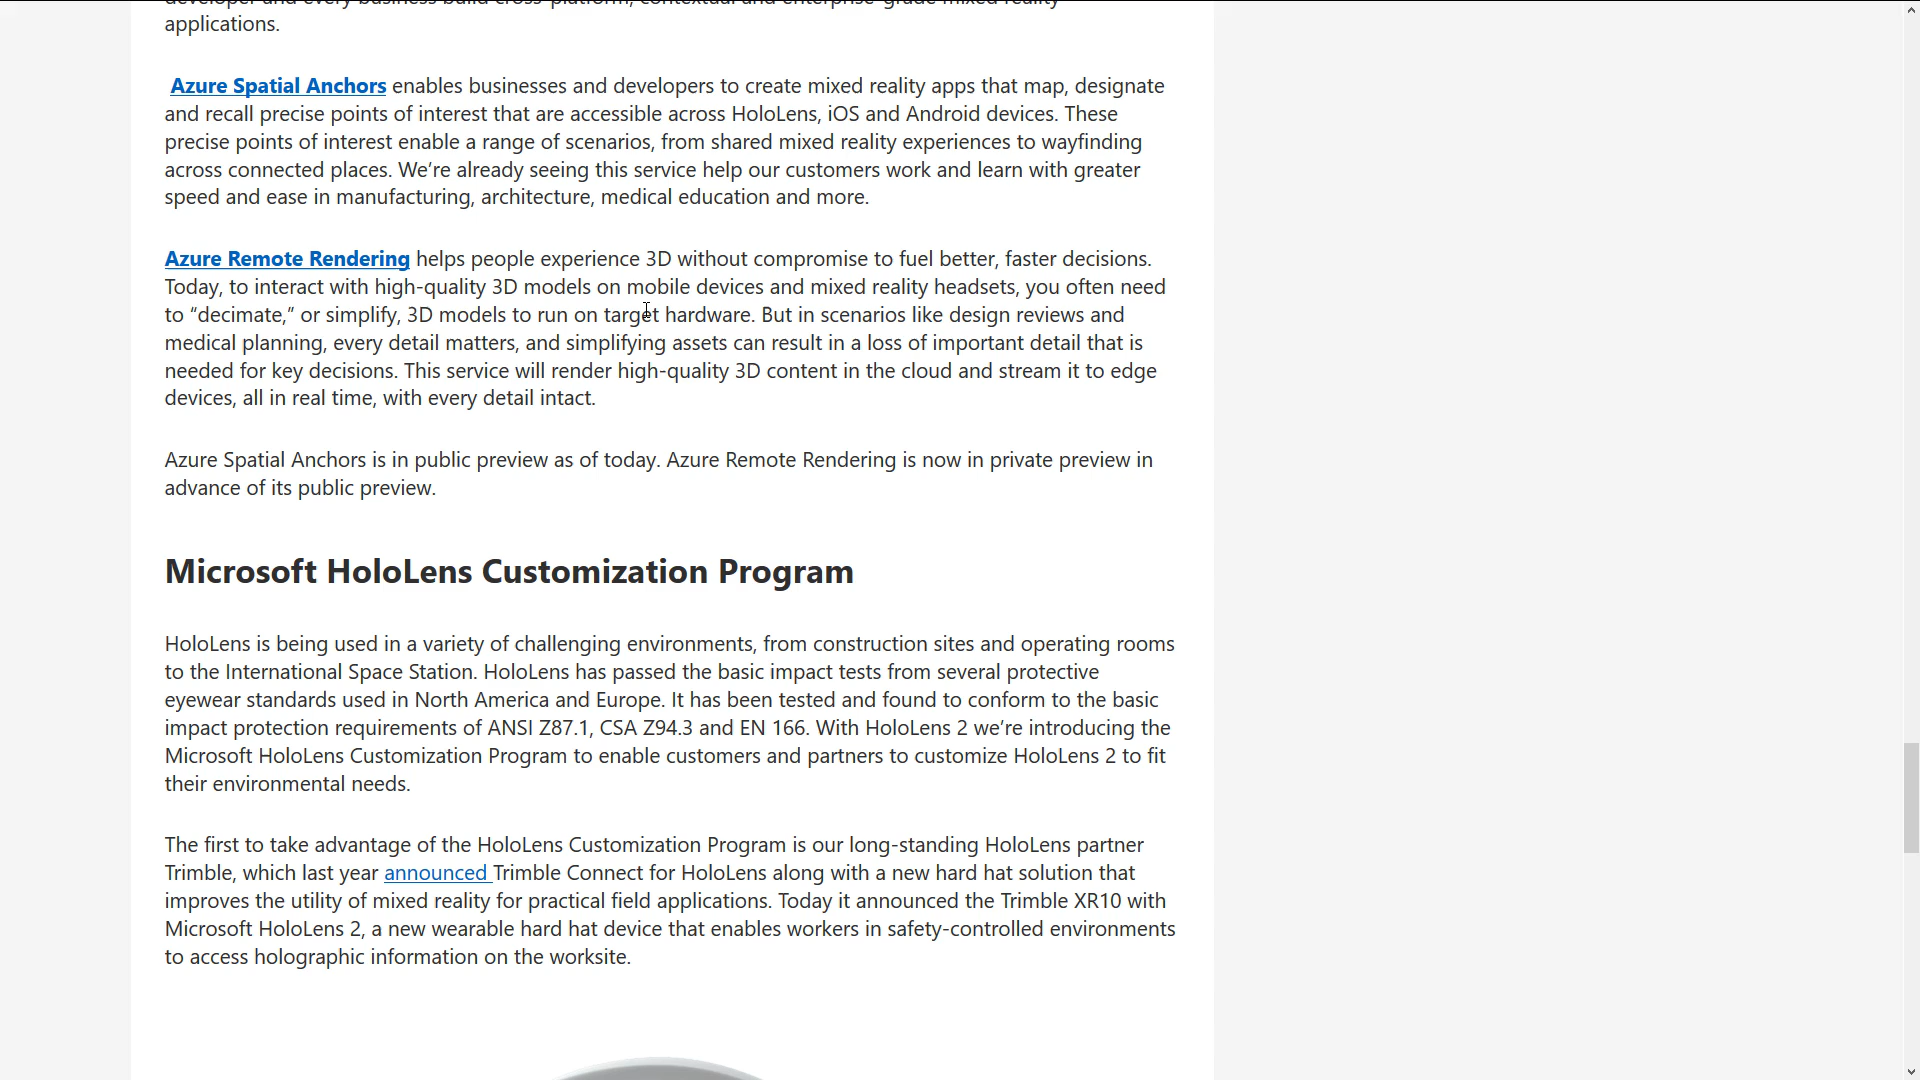 developer and every business build cross-platform, contextual and enterprise-grade mixed reality
applications.
Azure Spatial Anchors enables businesses and developers to create mixed reality apps that map, designate
and recall precise points of interest that are accessible across HoloLens, iOS and Android devices. These
precise points of interest enable a range of scenarios, from shared mixed reality experiences to wayfinding
across connected places. We’re already seeing this service help our customers work and learn with greater
speed and ease in manufacturing, architecture, medical education and more.
Azure Remote Rendering helps people experience 3D without compromise to fuel better, faster decisions.
Today, to interact with high-quality 3D models on mobile devices and mixed reality headsets, you often need
to “decimate,” or simplify, 3D models to run on target hardware. But in scenarios like design reviews and
medical planning, every detail matters, and simplifying assets can result in a loss of important detail that is
needed for key decisions. This service will render high-quality 3D content in the cloud and stream it to edge
devices, all in real time, with every detail intact.
Azure Spatial Anchors is in public preview as of today. Azure Remote Rendering is now in private preview in
advance of its public preview.
Microsoft HoloLens Customization Program
HoloLens is being used in a variety of challenging environments, from construction sites and operating rooms
to the International Space Station. HoloLens has passed the basic impact tests from several protective
eyewear standards used in North America and Europe. It has been tested and found to conform to the basic
impact protection requirements of ANSI Z87.1, CSA Z94.3 and EN 166. With HoloLens 2 we’re introducing the
Microsoft HoloLens Customization Program to enable customers and partners to customize HoloLens 2 to fit
their environmental needs.
The first to take advantage of the HoloLens Customization Program is our long-standing HoloLens partner
Trimble, which last year announced Trimble Connect for HoloLens along with a new hard hat solution that
improves the utility of mixed reality for practical field applications. Today it announced the Trimble XR10 with
Microsoft HoloLens 2, a new wearable hard hat device that enables workers in safety-controlled environments
to access holographic information on the worksite.